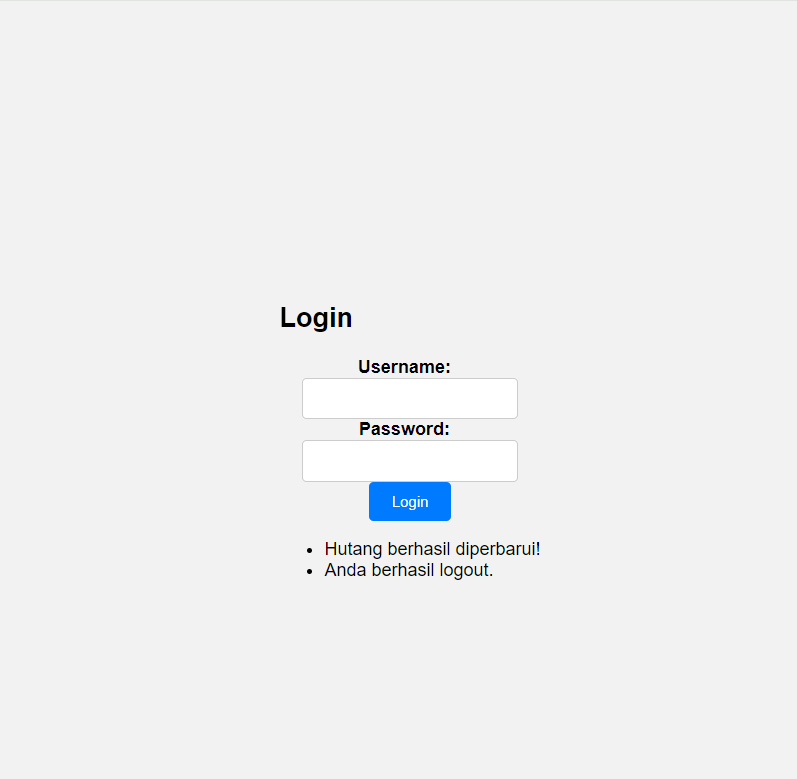 Login
Username:
Password:
Login
Hutang berhasil diperbarui!
Anda berhasil logout.